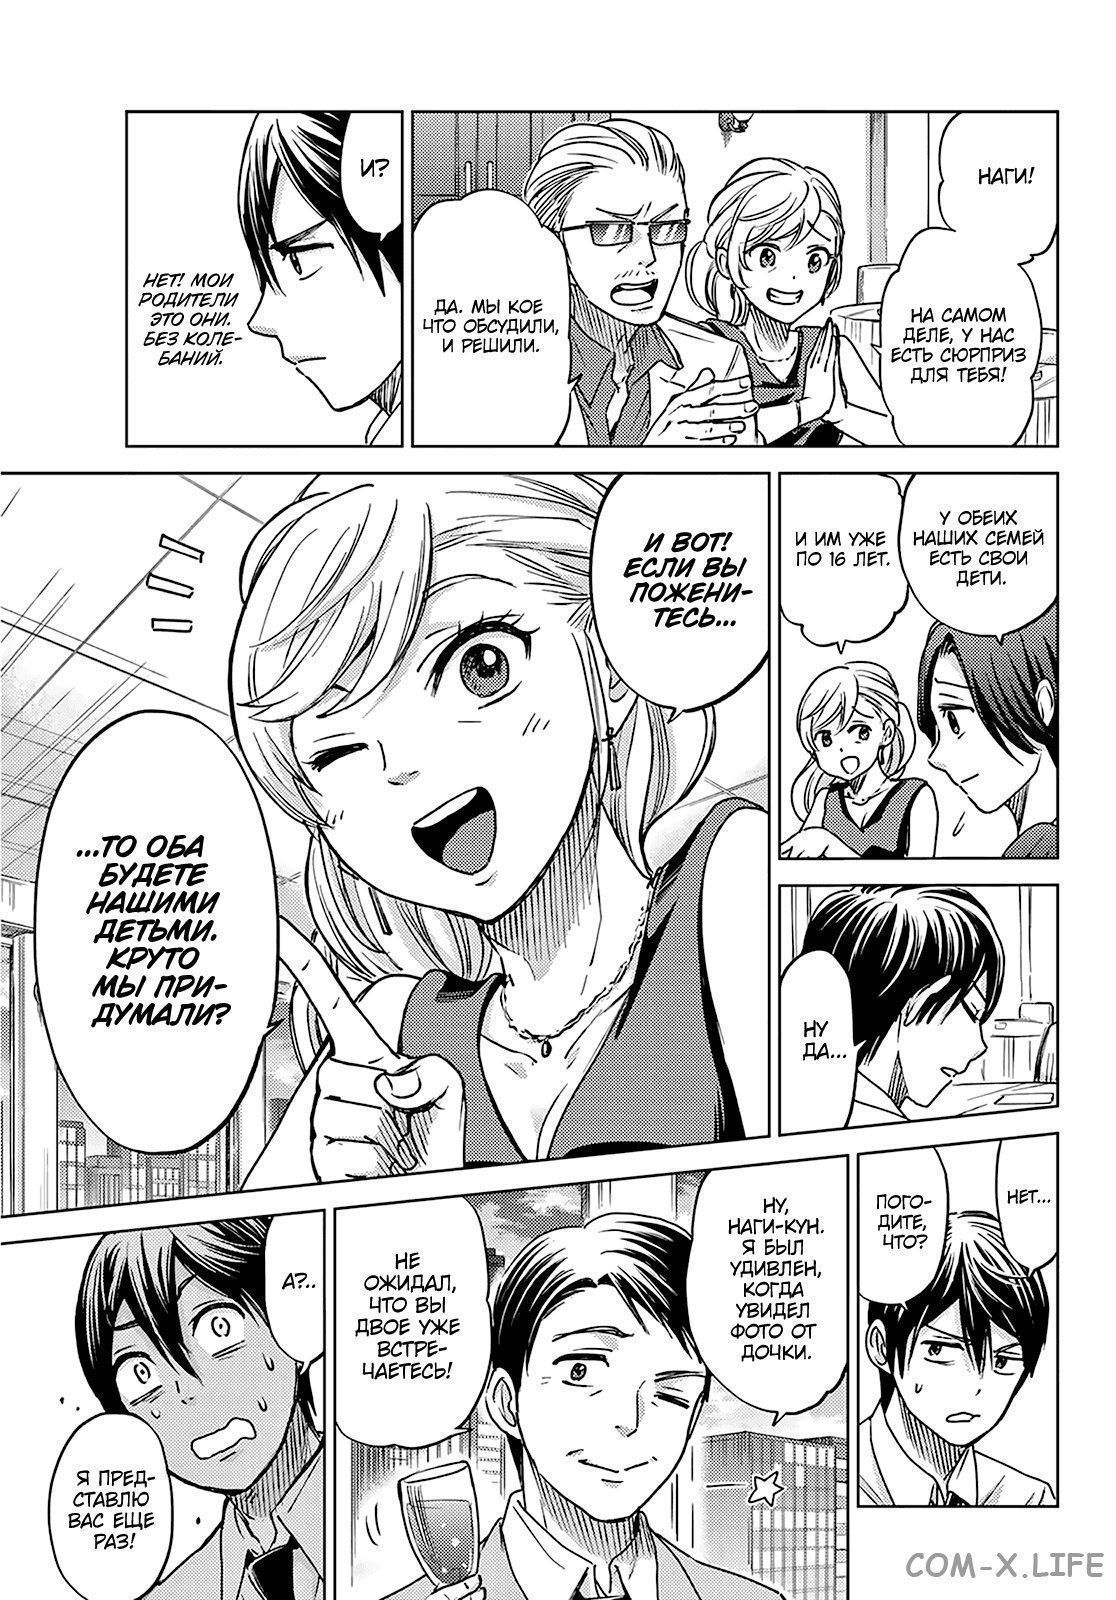 НАГИ!
НА САМОМ
ДЕЛЕ, У НАС
ЕСТЬ СЮРПРИЗ
ДЛЯ ТЕБЯ!
ДА. МЫ КОЕ
ЧТО ОБСУДИЛИ,
И РЕШИЛИ.
И?
НЕТ! МОИ
РОДИТЕЛИ
ЭТО ОНИ.
БЕЗ КОЛЕ-
БАНИЙ.
У ОБЕИХ
НАШИХ СЕМЕЙ
ЕСТЬ СВОИ
ДЕТИ.
И ИМ УЖЕ
ПО 16 ЛЕТ.
НУ
ДА...
И ВОТ!
ЕСЛИ ВЫ
ПОЖЕНИ-
ТЕСЬ...
...ТО ОБА
БУДЕТЕ
НАШИМИ
ДЕТЬМИ.
КРУТО
МЫ ПРИ-
ДУМАЛИ?
НЕТ...
ПОГО-
ДИТЕ,
ЧТО?
НУ,
НАГИ-КУН.
Я БЫЛ
УДИВЛЕН,
КОГДА
УВИДЕЛ
ФОТО ОТ
ДОЧКИ.
НЕ
ОЖИДАЛ,
ЧТО ВЫ
ДВОЕ УЖЕ
ВСТРЕ-
ЧАЕТЕСЬ!
А?..
Я ПРЕД-
СТАВЛЮ
ВАС ЕЩЕ
РАЗ!
COM-X.LIFE